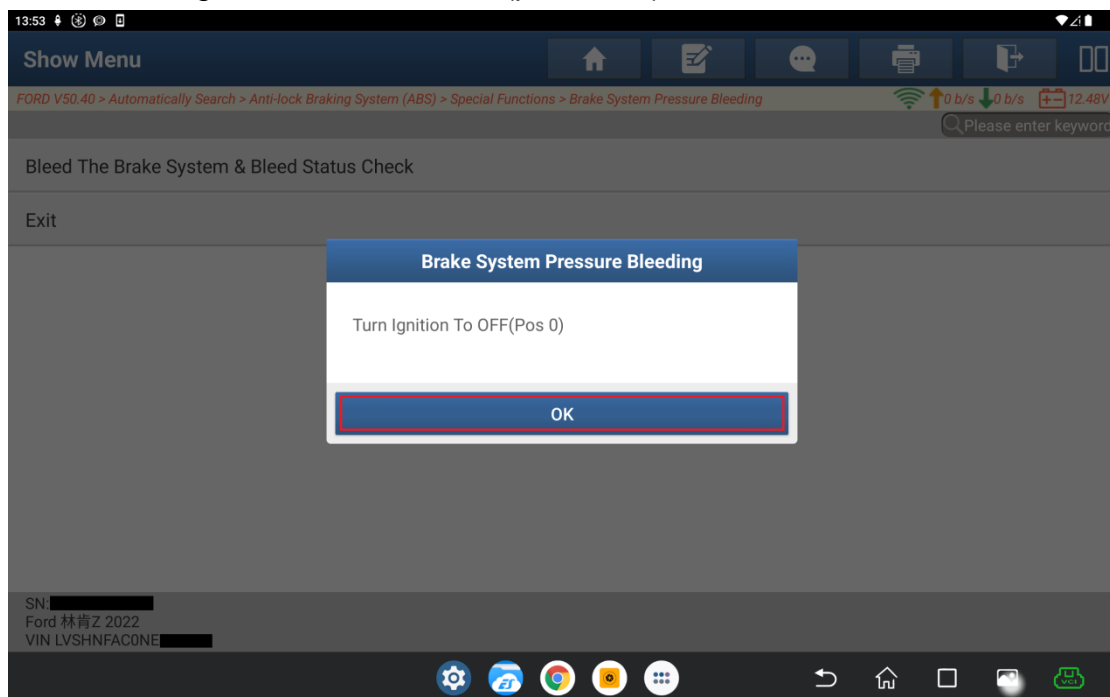 13:53
Show Menu
FORD V50.40 > Automatically Search > Anti-lock Braking System (ABS) > Special Functions > Brake System Pressure Bleeding
0 b/s 0 b/s 12.48V
Please enter keyword
Bleed The Brake System & Bleed Status Check
Exit
Brake System Pressure Bleeding
Turn Ignition To OFF(Pos 0)
OK
SN:
Ford 林肯Z 2022
VIN LVSHNFAC0NE
ES
VCI